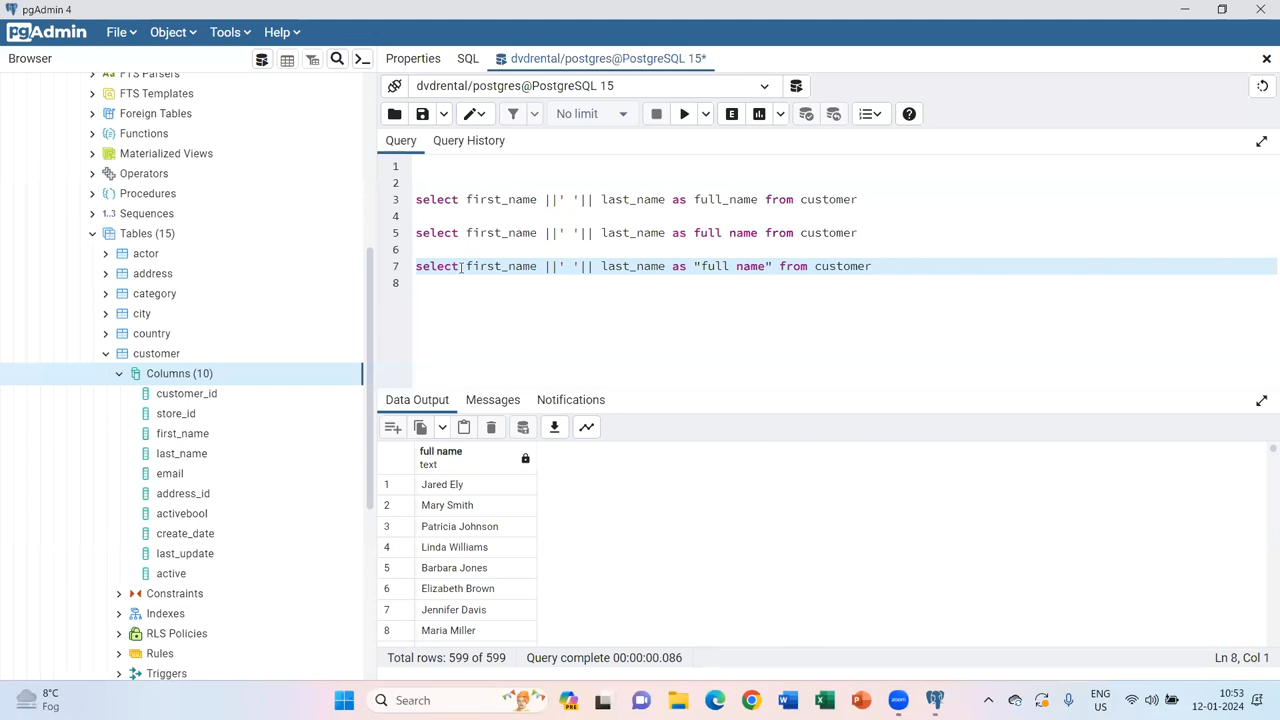 pgAdmin 4
pgAdmin File Object Tools Help
Browser
Properties SQL dvdrental/postgres@PostgreSQL 15*
dvdrental/postgres@PostgreSQL 15
No limit
E
Query Query History
FTS Parsers
FTS Templates
Foreign Tables
Functions
Materialized Views
Operators
Procedures
1..3 Sequences
Tables (15)
actor
address
category
city
country
customer
Columns (10)
customer_id
store_id
first_name
last_name
email
address_id
activebool
create_date
last_update
active
Constraints
Indexes
RLS Policies
Rules
Triggers
1
2
3 select first_name ||' '|| last_name as full_name from customer
4
5 select first_name ||' '|| last_name as full name from customer
6
7 select first_name ||' '|| last_name as "full name" from customer
8
Data Output Messages Notifications
full name
text
1 Jared Ely
2 Mary Smith
3 Patricia Johnson
4 Linda Williams
5 Barbara Jones
6 Elizabeth Brown
7 Jennifer Davis
8 Maria Miller
Total rows: 599 of 599 Query complete 00:00:00.086 Ln 8, Col 1
8°C
Fog
Search
PRE
ENG
US
10:53
12-01-2024